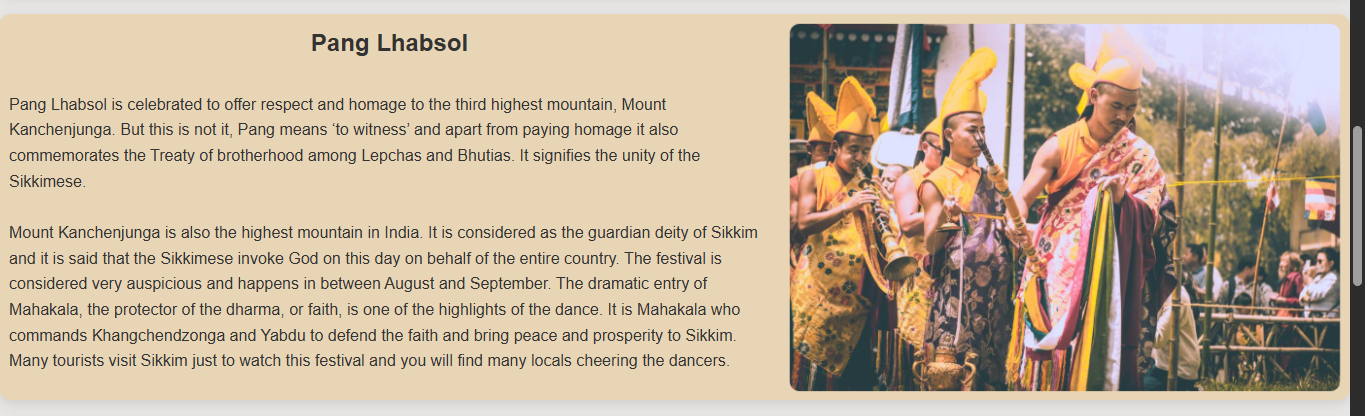 Pang Lhabsol
Pang Lhabsol is celebrated to offer respect and homage to the third highest mountain, Mount
Kanchenjunga. But this is not it, Pang means ‘to witness’ and apart from paying homage it also
commemorates the Treaty of brotherhood among Lepchas and Bhutias. It signifies the unity of the
Sikkimese.
Mount Kanchenjunga is also the highest mountain in India. It is considered as the guardian deity of Sikkim
and it is said that the Sikkimese invoke God on this day on behalf of the entire country. The festival is
considered very auspicious and happens in between August and September. The dramatic entry of
Mahakala, the protector of the dharma, or faith, is one of the highlights of the dance. It is Mahakala who
commands Khangchendzonga and Yabdu to defend the faith and bring peace and prosperity to Sikkim.
Many tourists visit Sikkim just to watch this festival and you will find many locals cheering the dancers.